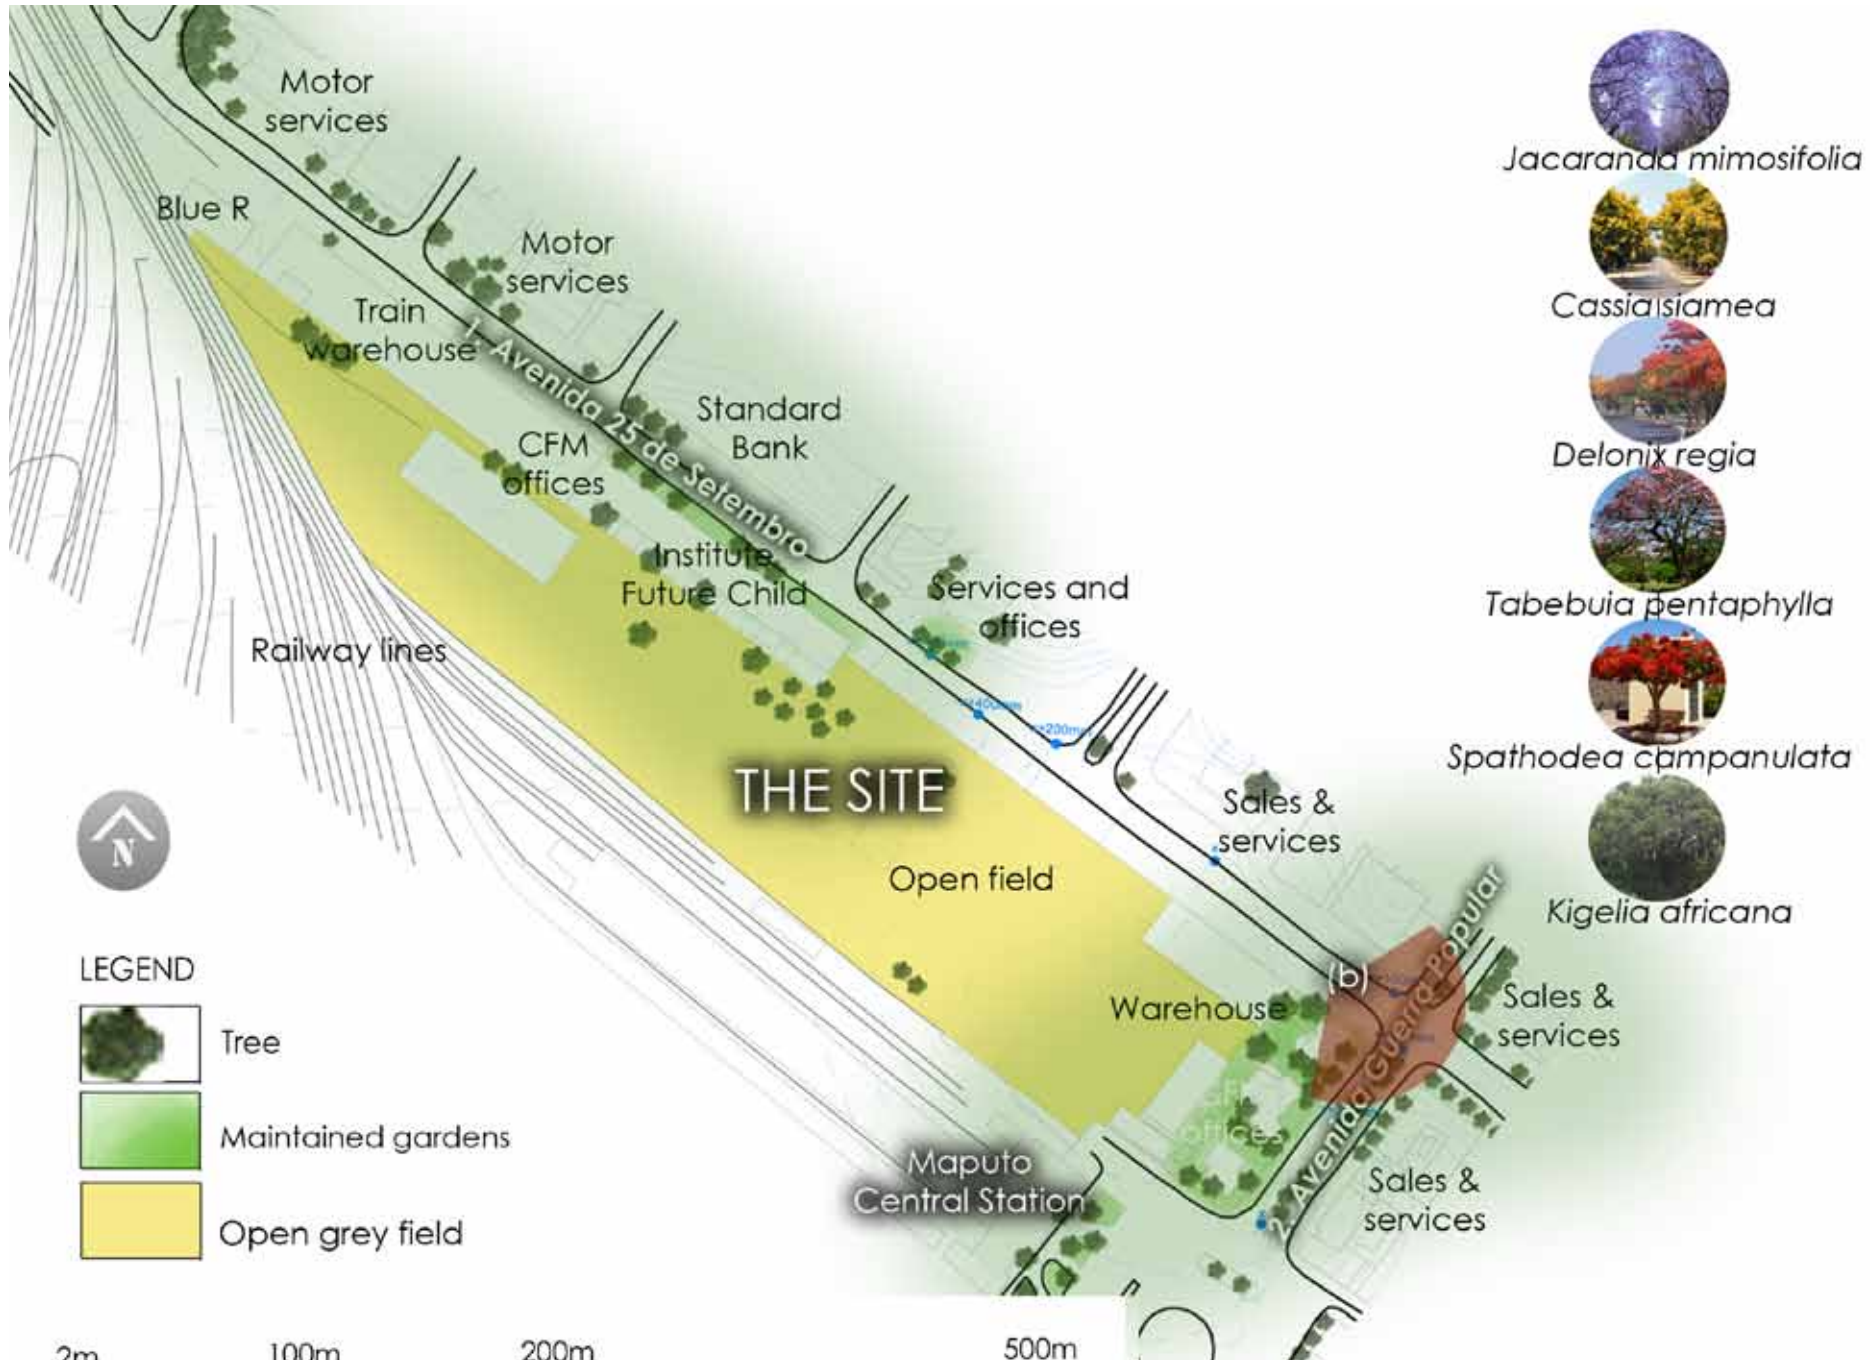 Motor
services
Jacaranda mimosifolia
Blue R
Motor
services
Cassia siamea
Train
warehouse
1. Avenida 25 de Setembro
Standard
Bank
CFM
offices
Delonix regia
Institute
Future Child
Services and
offices
Tabebuia pentaphylla
Railway lines
Spathodea campanulata
THE SITE
Sales &
services
Open field
Kigelia africana
N
LEGEND
Tree
Maintained gardens
Open grey field
(b)
Warehouse
Sales &
services
2. Avenida Guerra Popular
offices
Maputo
Central Station
Sales &
services
2m
100m
200m
500m